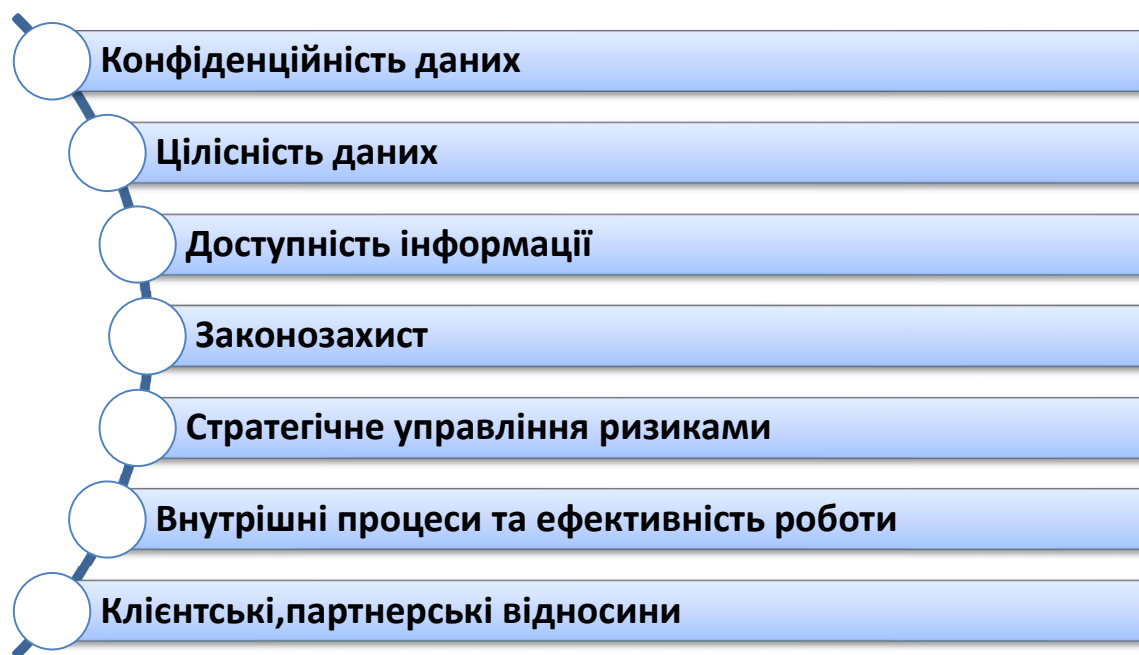 Конфіденційність даних
Цілісність даних
Доступність інформації
Законозахист
Стратегічне управління ризиками
Внутрішні процеси та ефективність роботи
Клієнтські,партнерські відносини